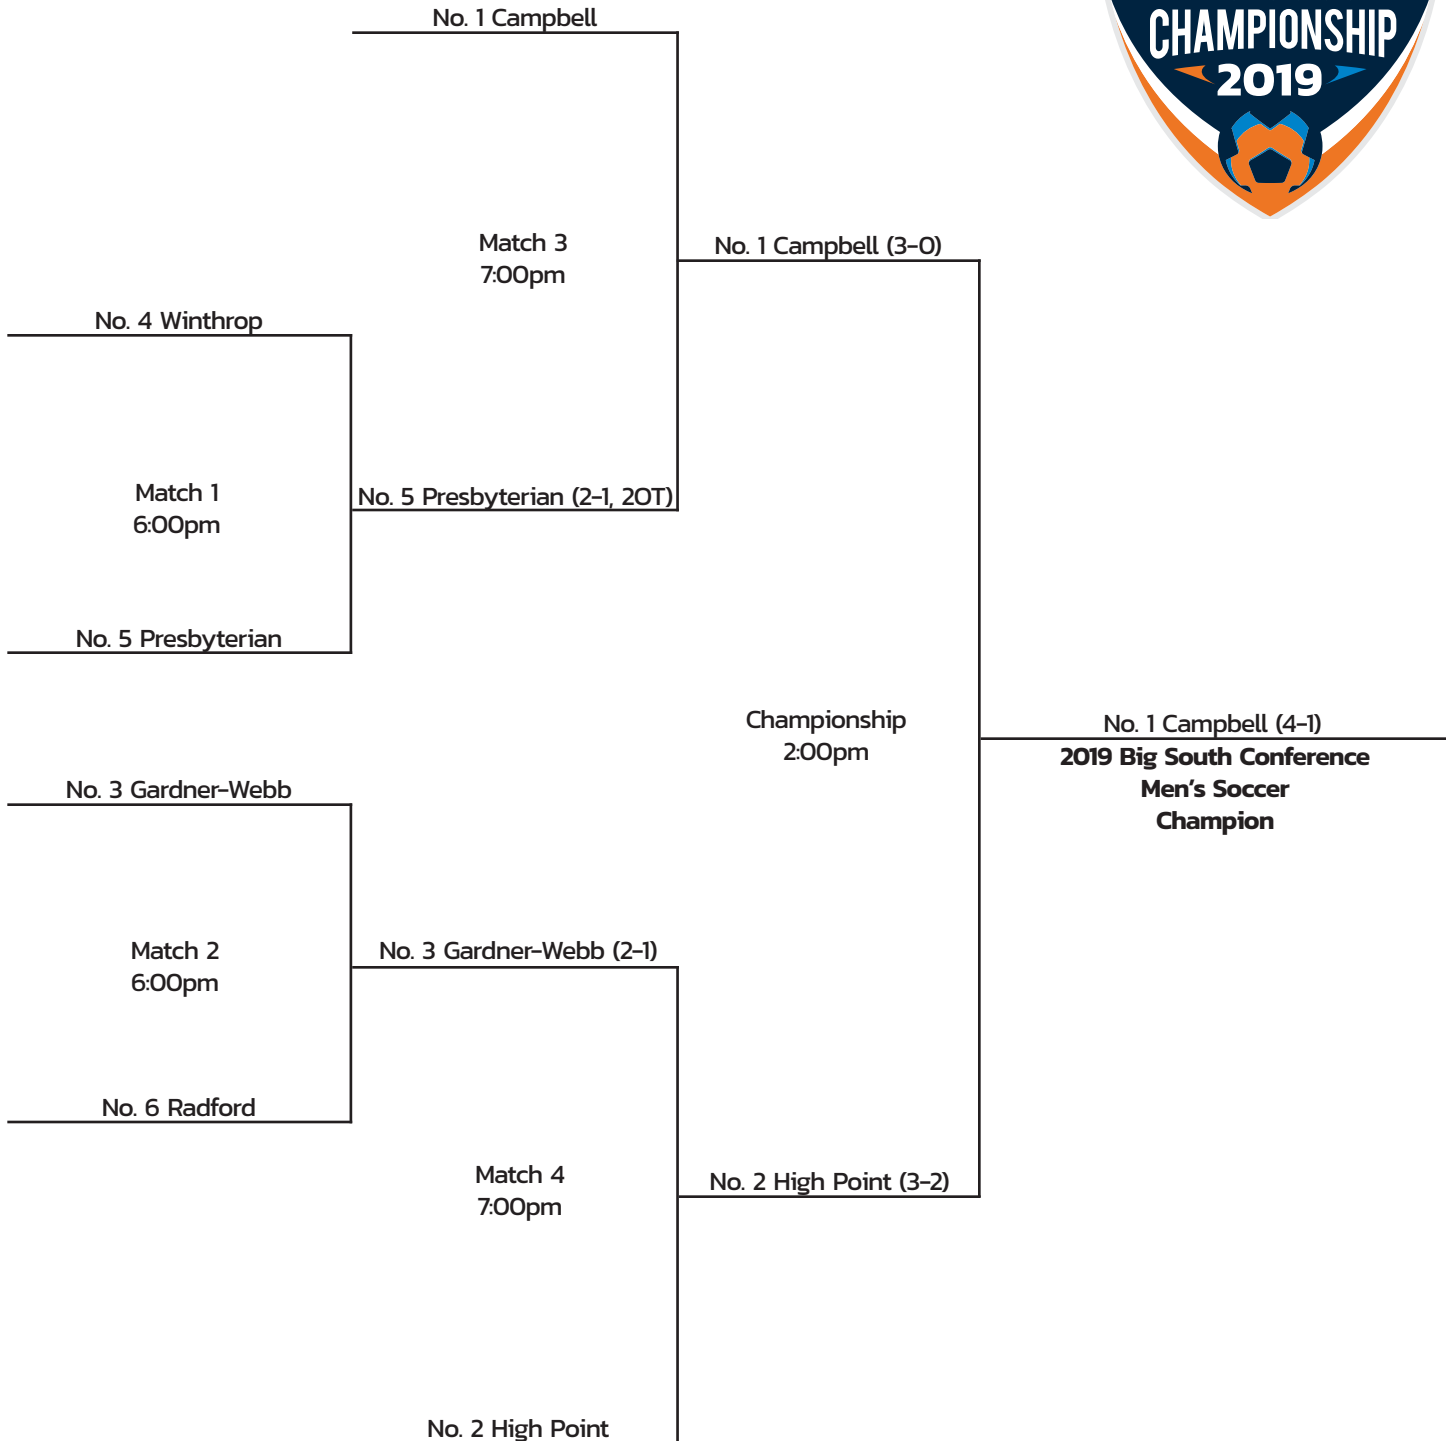 No. 1 Campbell
CHAMPIONSHIP
2019
Match 3
7:00pm
No. 1 Campbell (3-0)
No. 4 Winthrop
Match 1
6:00pm
No. 5 Presbyterian (2-1, 2OT)
No. 5 Presbyterian
Championship
2:00pm
No. 1 Campbell (4-1)
2019 Big South Conference
Men's Soccer
Champion
No. 3 Gardner-Webb
Match 2
6:00pm
No. 3 Gardner-Webb (2-1)
No. 6 Radford
Match 4
7:00pm
No. 2 High Point (3-2)
No. 2 High Point